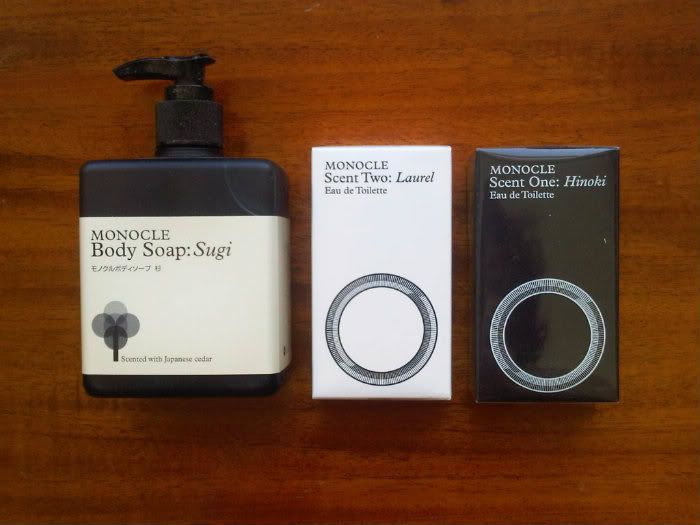 MONOCLE
Body Soap: Sugi
モノクルボディソープ 杉
Scented with Japanese cedar
MONOCLE
Scent Two: Laurel
Eau de Toilette
MONOCLE
Scent One: Hinoki
Eau de Toilette